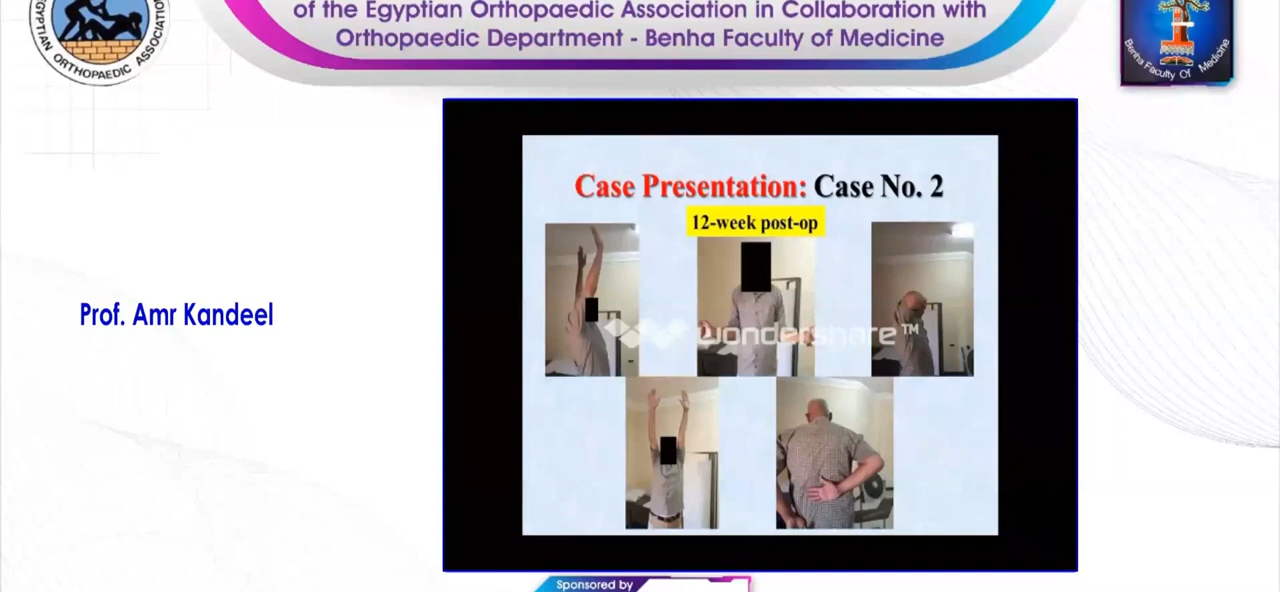 of the Egyptian Orthopaedic Association in Collaboration with
Orthopaedic Department - Benha Faculty of Medicine
EGYPTIAN ORTHOPAEDIC ASSOCIATION
Benha Faculty Of Medicine
Case Presentation: Case No. 2
12-week post-op
Prof. Amr Kandeel
wondershare™
Sponsored by